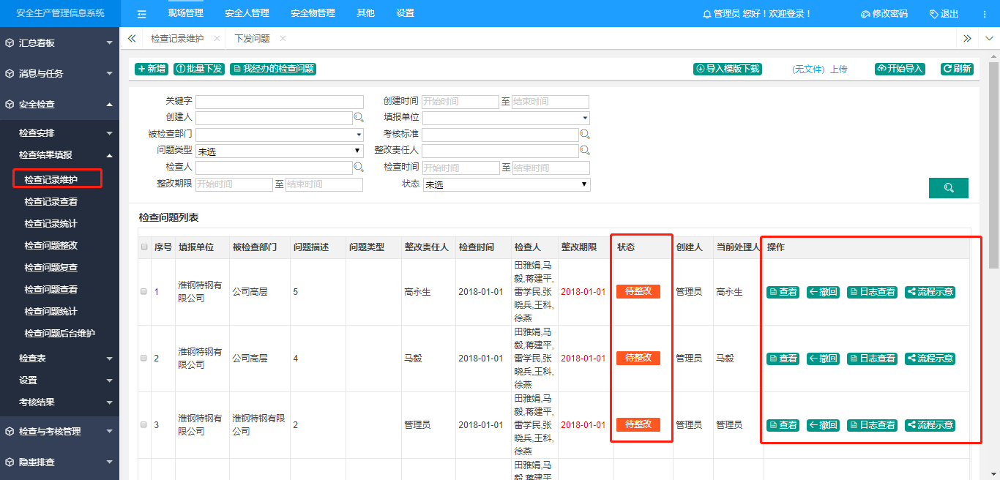 安全生产管理信息系统
现场管理 安全人管理 安全物管理 其他 设置
管理员 您好！欢迎登录！ 修改密码 退出
汇总看板
消息与任务
安全检查
检查安排
检查结果填报
检查记录维护
检查记录查看
检查记录统计
检查问题整改
检查问题复查
检查问题查看
检查问题统计
检查问题后台维护
检查表
设置
考核结果
检查与考核管理
隐患排查
检查记录维护 下发问题
新增 批量下发 我经办的检查问题 导入模版下载 (无文件) 上传 开始导入 刷新
关键字 创建时间 开始时间 至 结束时间
创建人 填报单位
被检查部门 考核标准
问题类型 未选 整改责任人
检查人 检查时间 开始时间 至 结束时间
整改期限 开始时间 至 结束时间 状态 未选
检查问题列表
序号 填报单位 被检查部门 问题描述 问题类型 整改责任人 检查时间 检查人 整改期限 状态 创建人 当前处理人 操作
1 淮钢特钢有
限公司 公司高层 5 高永生 2018-01-01 田雅娟,马
毅,蒋建平,
雷学民,张
晓兵,王科,
徐燕 2018-01-01 待整改 管理员 高永生 查看 撤回 日志查看 流程示意
2 淮钢特钢有
限公司 公司高层 4 马毅 2018-01-01 田雅娟,马
毅,蒋建平,
雷学民,张
晓兵,王科,
徐燕 2018-01-01 待整改 管理员 马毅 查看 撤回 日志查看 流程示意
3 淮钢特钢有
限公司 淮钢特钢有限
公司 2 管理员 2018-01-01 田雅娟,马
毅,蒋建平,
雷学民,张
晓兵,王科,
徐燕 2018-01-01 待整改 管理员 管理员 查看 撤回 日志查看 流程示意
田雅娟,马
毅,蒋建平,